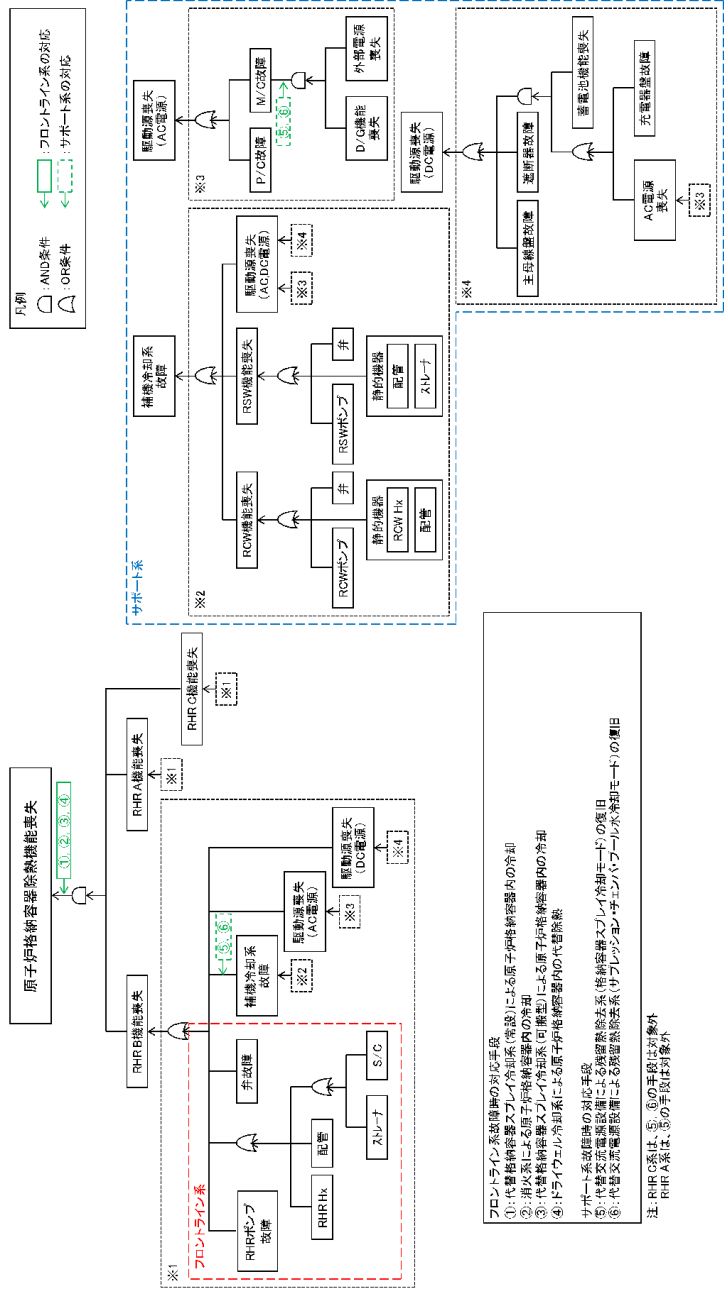 原子炉格納容器除熱機能喪失
①, ②, ③, ④
RHR B機能喪失
RHR A機能喪失
※1
RHR C機能喪失
※1
※1
フロントライン系
RHRポンプ
故障
RHR Hx
配管
ストレーナ
S/C
弁故障
⑤, ⑥
補機冷却系
故障
※2
駆動源喪失
(AC電源)
※3
駆動源喪失
(DC電源)
※4
フロントライン系故障時の対応手段
①:代替格納容器スプレイ冷却系(常設)による原子炉格納容器内の冷却
②:消火系による原子炉格納容器内の冷却
③:代替格納容器スプレイ冷却系(可搬型)による原子炉格納容器内の冷却
④:ドライウェル冷却系による原子炉格納容器内の代替除熱
サポート系故障時の対応手段
⑤:代替交流電源設備による残留熱除去系(格納容器スプレイ冷却モード)の復旧
⑥:代替交流電源設備による残留熱除去系(サプレッション・チェンバ・プール水冷却モード)の復旧
注:RHR C系は、⑤, ⑥の手段は対象外
RHR A系は、⑤の手段は対象外
サポート系
※2
補機冷却系
故障
RCW機能喪失
RCWポンプ
弁
静的機器
RCW Hx
配管
RSW機能喪失
RSWポンプ
弁
静的機器
配管
ストレーナ
駆動源喪失
(AC,DC電源)
※3
※4
※3
駆動源喪失
(AC電源)
P/C故障
M/C故障
⑤, ⑥
D/G機能
喪失
外部電源
喪失
※4
駆動源喪失
(DC電源)
主母線盤故障
遮断器故障
蓄電池機能喪失
AC電源
喪失
※3
充電器盤故障
凡例
:AND条件
:OR条件
:フロントライン系の対応
:サポート系の対応